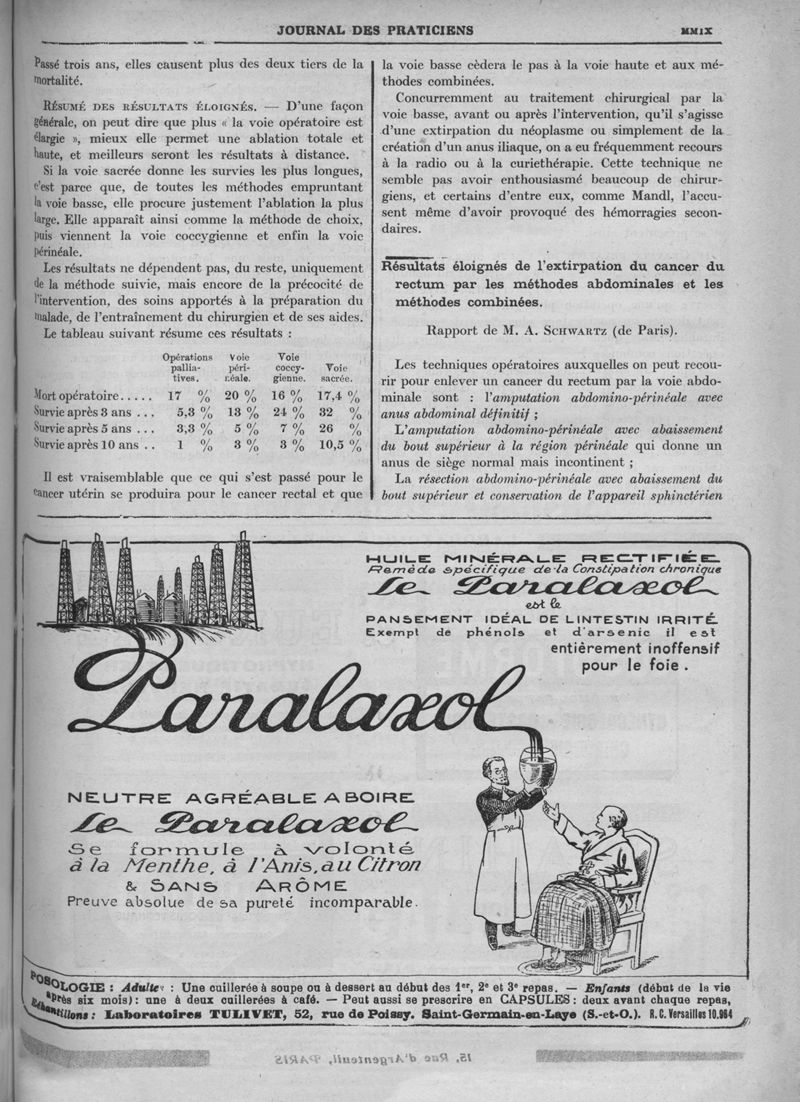 JOURNAL DES PRATICIENS
MMIX
Passé trois ans, elles causent plus des deux tiers de la
mortalité.
RÉSUMÉ DES RÉSULTATS ÉLOIGNÉS. — D'une façon
générale, on peut dire que plus « la voie opératoire est
élargie », mieux elle permet une ablation totale et
haute, et meilleurs seront les résultats à distance.
Si la voie sacrée donne les survies les plus longues,
c'est parce que, de toutes les méthodes empruntant
la voie basse, elle procure justement l'ablation la plus
large. Elle apparaît ainsi comme la méthode de choix,
puis viennent la voie coccygienne et enfin la voie
périnéale.
Les résultats ne dépendent pas, du reste, uniquement
de la méthode suivie, mais encore de la précocité de
l'intervention, des soins apportés à la préparation du
malade, de l'entraînement du chirurgien et de ses aides.
Le tableau suivant résume ces résultats :
Opérations Voie Voie
pallia- péri- coccy- Voie
tives. néale. gienne. sacrée.
Mort opératoire..... 17 % 20 % 16 % 17,4 %
Survie après 3 ans ... 5,3 % 13 % 24 % 32 %
Survie après 5 ans ... 3,3 % 5 % 7 % 26 %
Survie après 10 ans .. 1 % 3 % 3 % 10,5 %
Il est vraisemblable que ce qui s'est passé pour le
cancer utérin se produira pour le cancer rectal et que
la voie basse cèdera le pas à la voie haute et aux mé-
thodes combinées.
Concurremment au traitement chirurgical par la
voie basse, avant ou après l'intervention, qu'il s'agisse
d'une extirpation du néoplasme ou simplement de la
création d'un anus iliaque, on a eu fréquemment recours
à la radio ou à la curiethérapie. Cette technique ne
semble pas avoir enthousiasmé beaucoup de chirur-
giens, et certains d'entre eux, comme Mandl, l'accu-
sent même d'avoir provoqué des hémorragies secon-
daires.
Résultats éloignés de l'extirpation du cancer du
rectum par les méthodes abdominales et les
méthodes combinées.
Rapport de M. A. SCHWARTZ (de Paris).
Les techniques opératoires auxquelles on peut recou-
rir pour enlever un cancer du rectum par la voie abdo-
minale sont : l'amputation abdomino-périnéale avec
anus abdominal définitif ;
L'amputation abdomino-périnéale avec abaissement
du bout supérieur à la région périnéale qui donne un
anus de siège normal mais incontinent ;
La résection abdomino-périnéale avec abaissement du
bout supérieur et conservation de l'appareil sphinctérien
HUILE MINÉRALE RECTIFIÉE
Remède spécifique de la Constipation chronique
Le Paralaxol
est le
PANSEMENT IDÉAL DE L'INTESTIN IRRITÉ
Exempt de phénols et d'arsenic il est
entièrement inoffensif
pour le foie.
Paralaxol
NEUTRE AGRÉABLE A BOIRE
Le Paralaxol
Se formule à volonté
à la Menthe, à l'Anis, au Citron
& SANS ARÔME
Preuve absolue de sa pureté incomparable.
POSOLOGIE : Adultes : Une cuillerée à soupe ou à dessert au début des 1er, 2e et 3e repas. — Enfants (début de la vie
après six mois): une à deux cuillerées à café. — Peut aussi se prescrire en CAPSULES : deux avant chaque repas,
Échantillons : Laboratoires TULIVET, 52, rue de Poissy. Saint-Germain-en-Laye (S.-et-O.). R.C. Versailles 10.984
15, Rue d'Argenteuil, PARIS